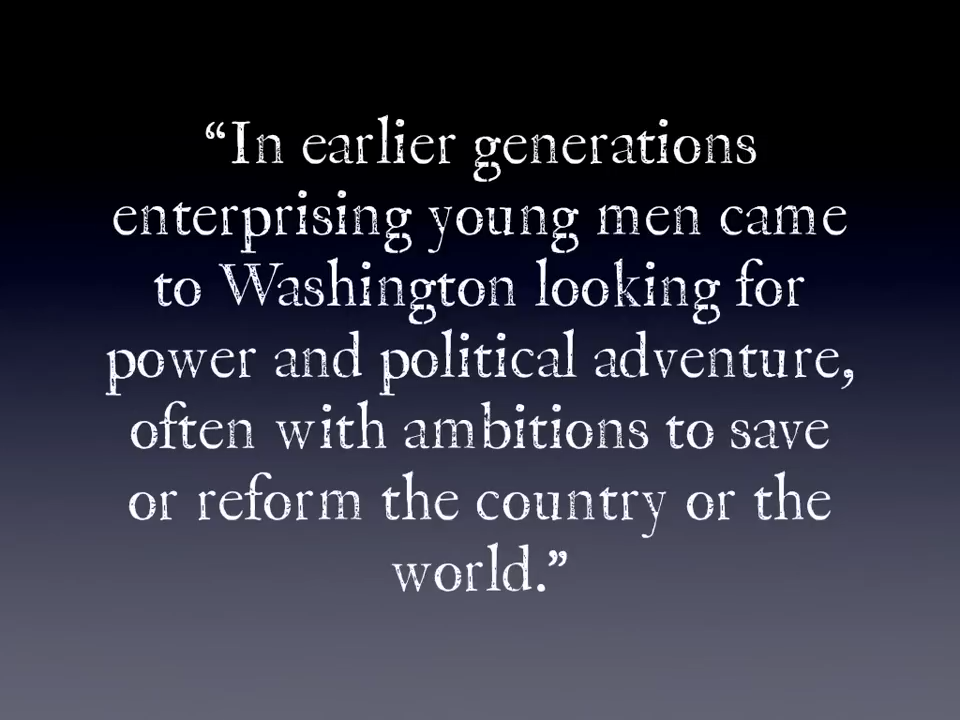 “In earlier generations
enterprising young men came
to Washington looking for
power and political adventure,
often with ambitions to save
or reform the country or the
world.”